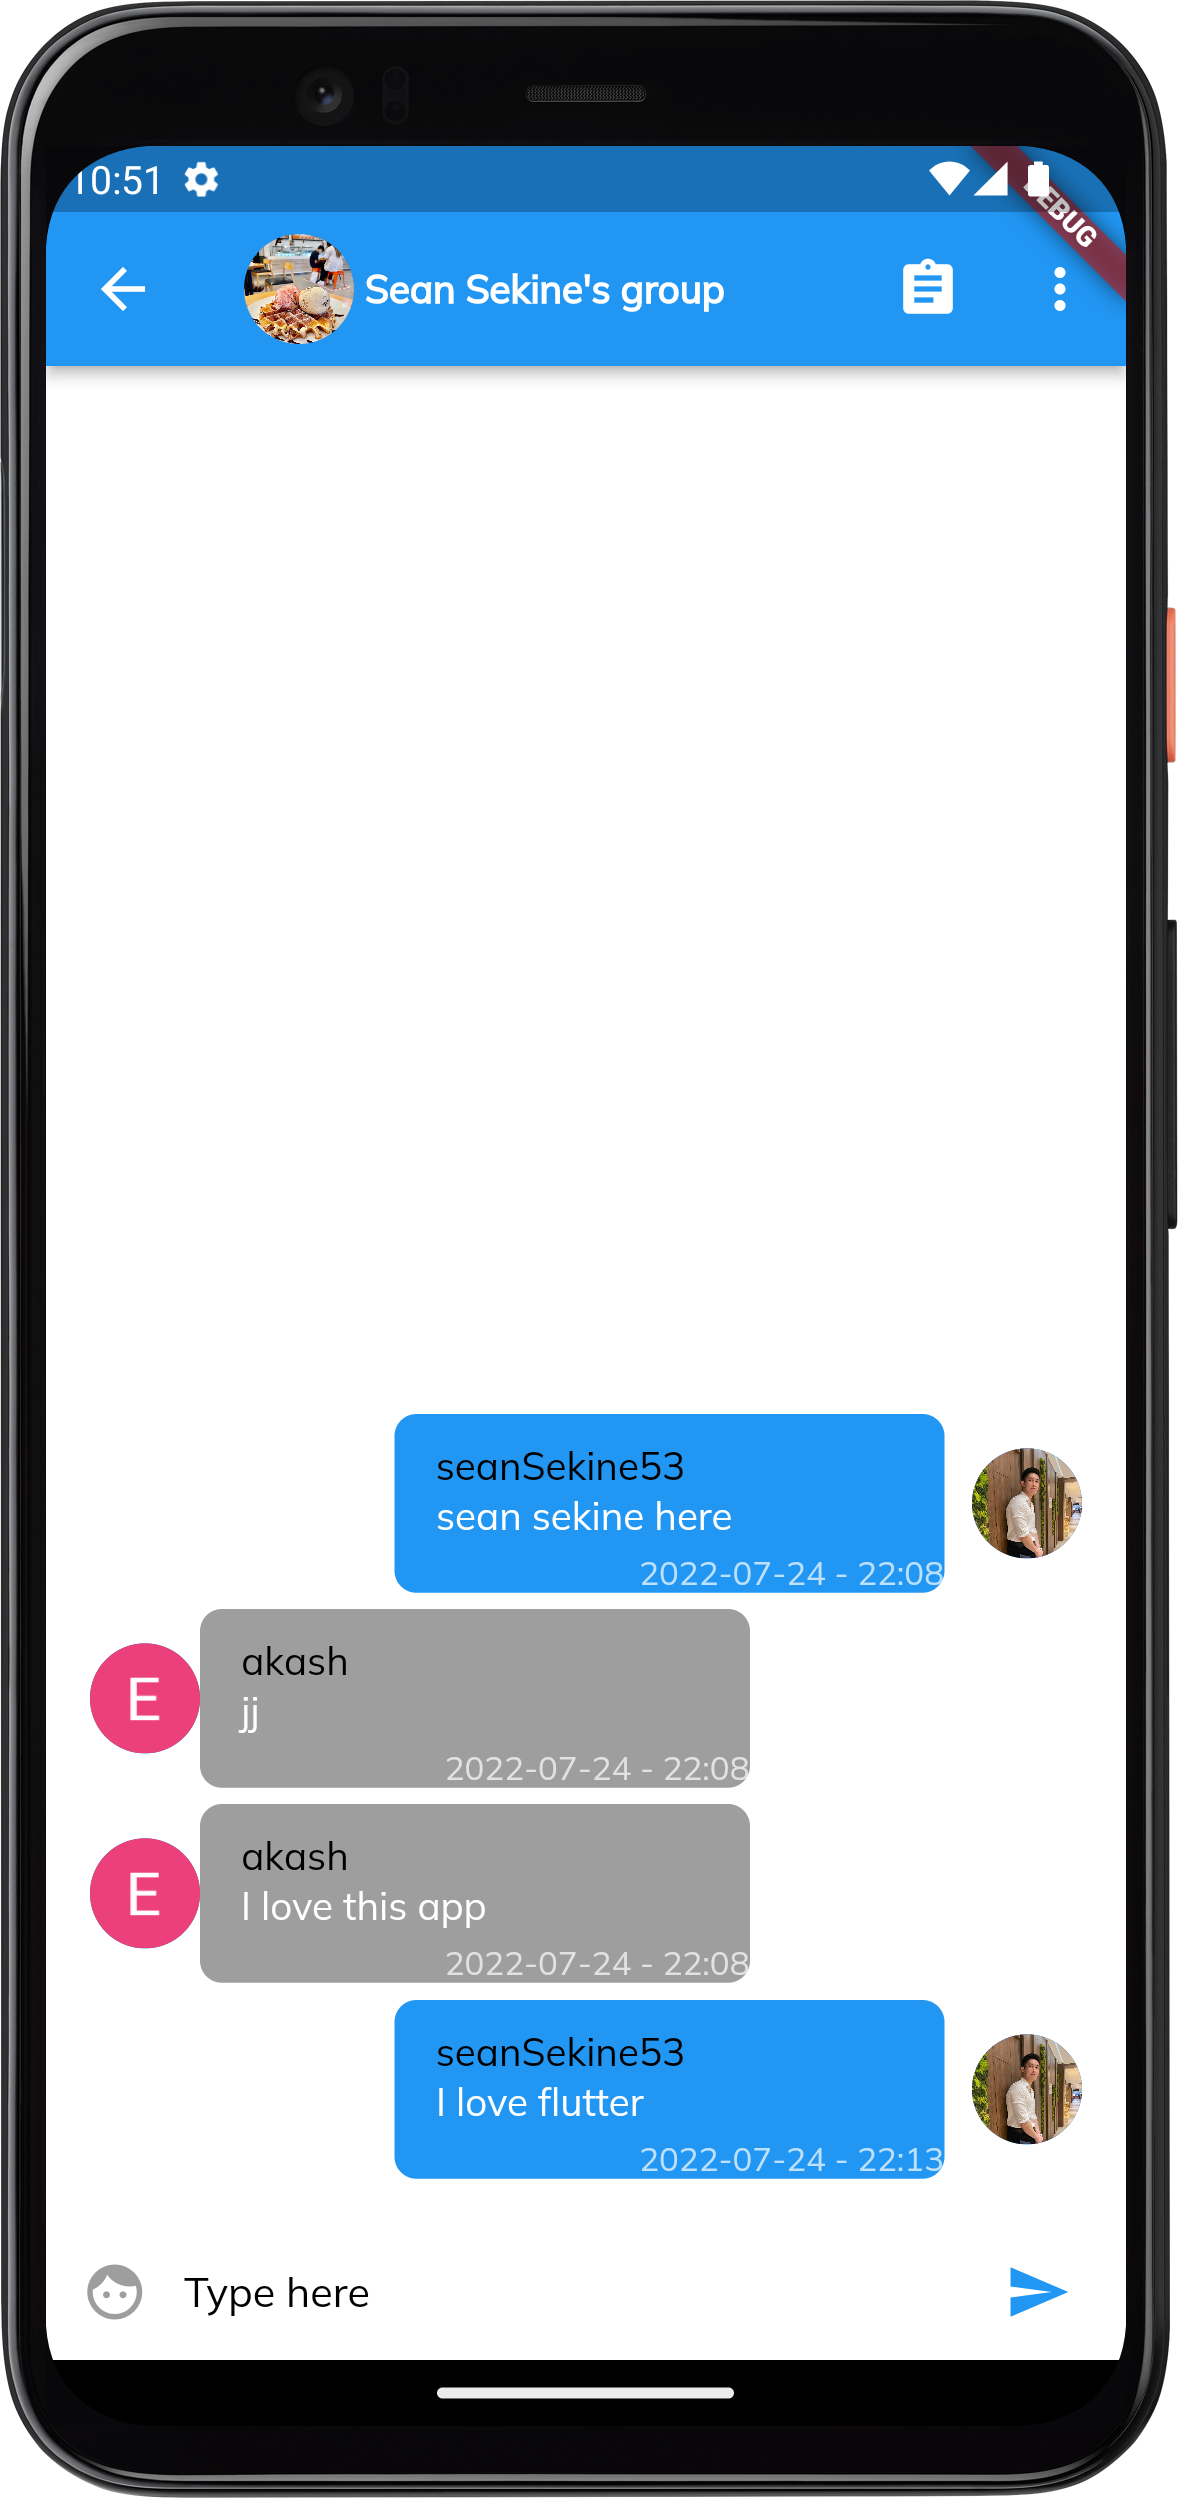 10:51
DEBUG
Sean Sekine's group
seanSekine53
sean sekine here
2022-07-24 - 22:08
akash
jj
2022-07-24 - 22:08
akash
I love this app
2022-07-24 - 22:08
seanSekine53
I love flutter
2022-07-24 - 22:13
Type here
E
E